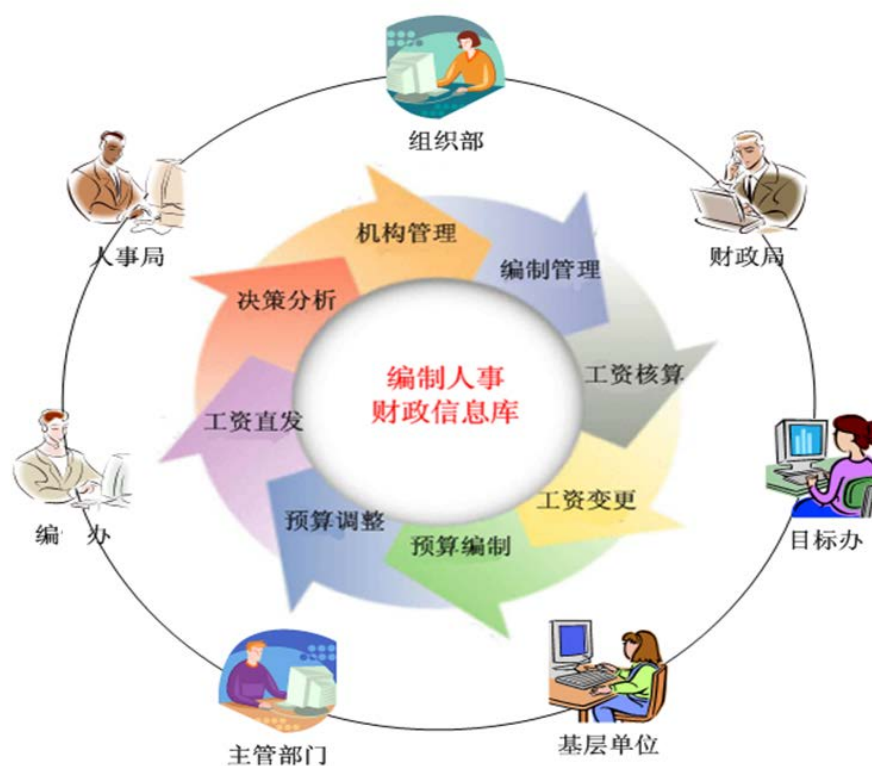 组织部
人事局
财政局
机构管理
编制管理
决策分析
工资核算
编制人事
财政信息库
工资直发
工资变更
预算调整
预算编制
编 办
目标办
主管部门
基层单位